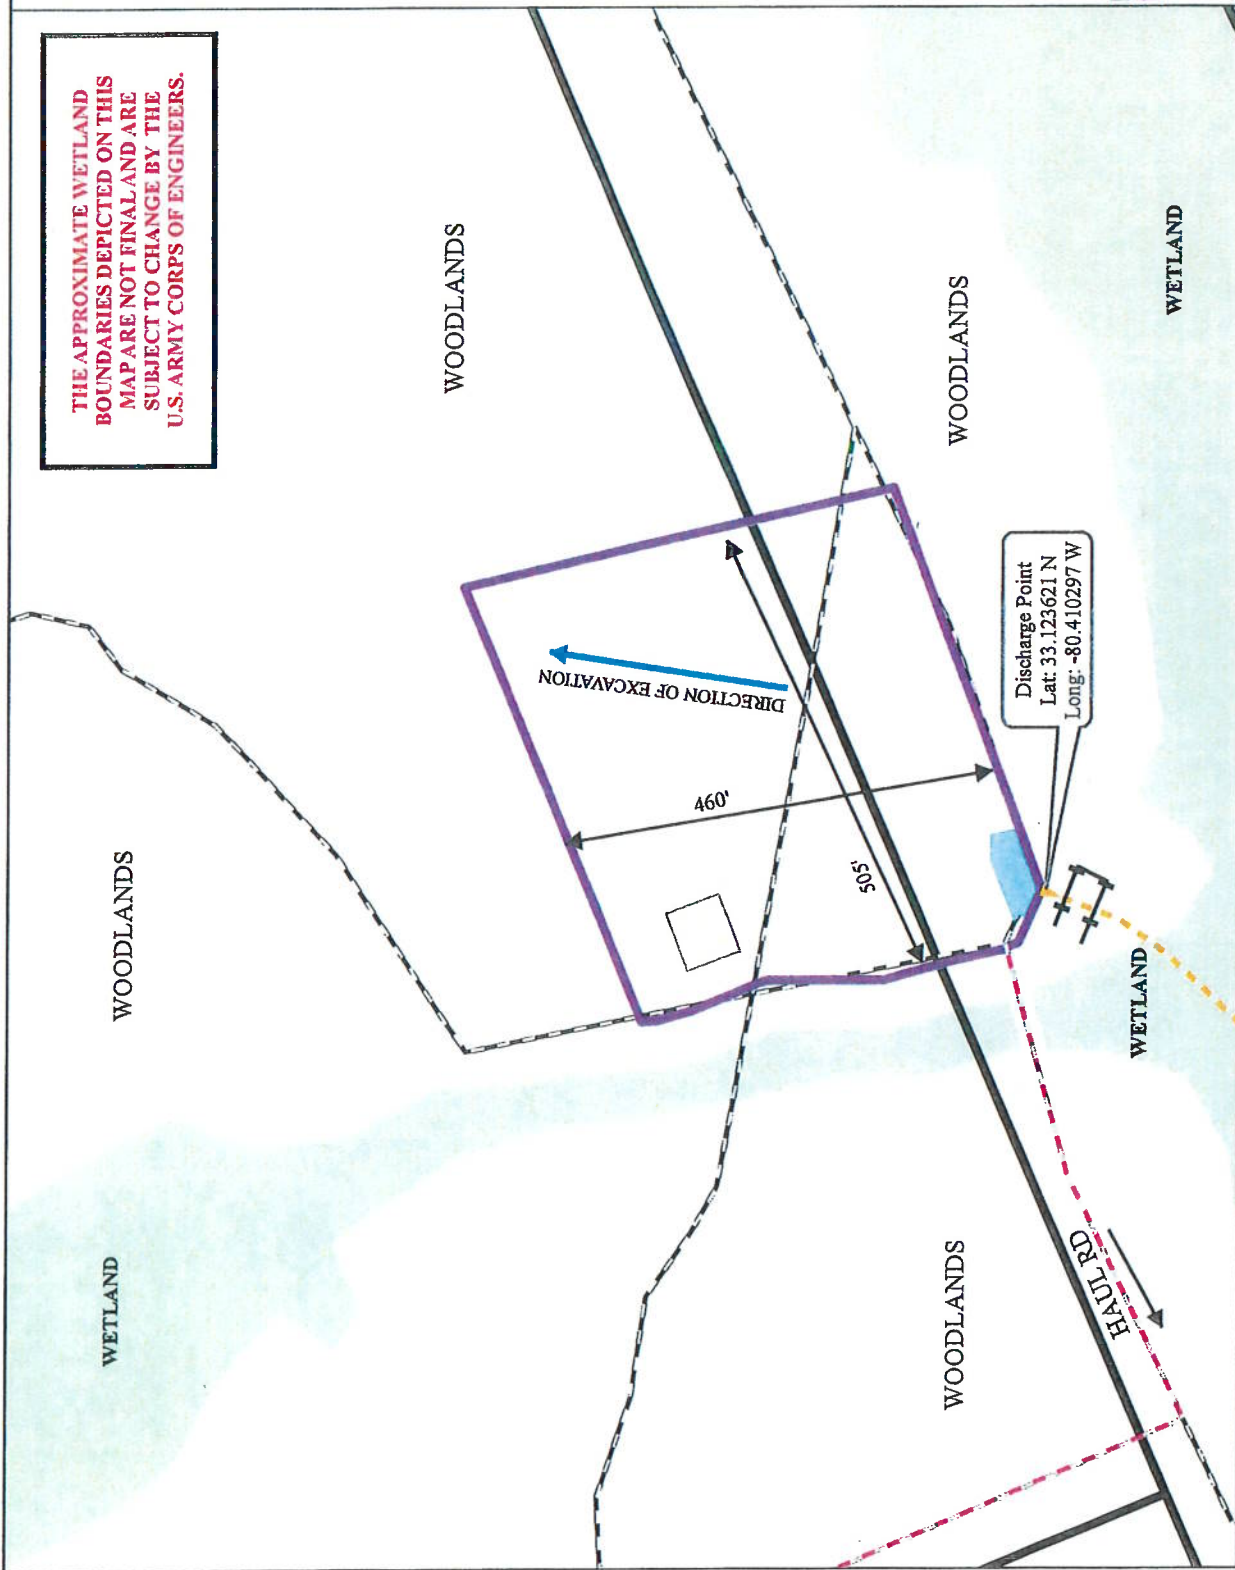 THE APPROXIMATE WETLAND
BOUNDARIES DEPICTED ON THIS
MAP ARE NOT FINAL AND ARE
SUBJECT TO CHANGE BY THE
U.S. ARMY CORPS OF ENGINEERS.
WOODLANDS
WOODLANDS
WETLAND
WOODLANDS
WETLAND
DIRECTION OF EXCAVATION
460'
505'
Discharge Point
Lat: 33.123621 N
Long: -80.410297 W
WETLAND
WOODLANDS
HAUL RD